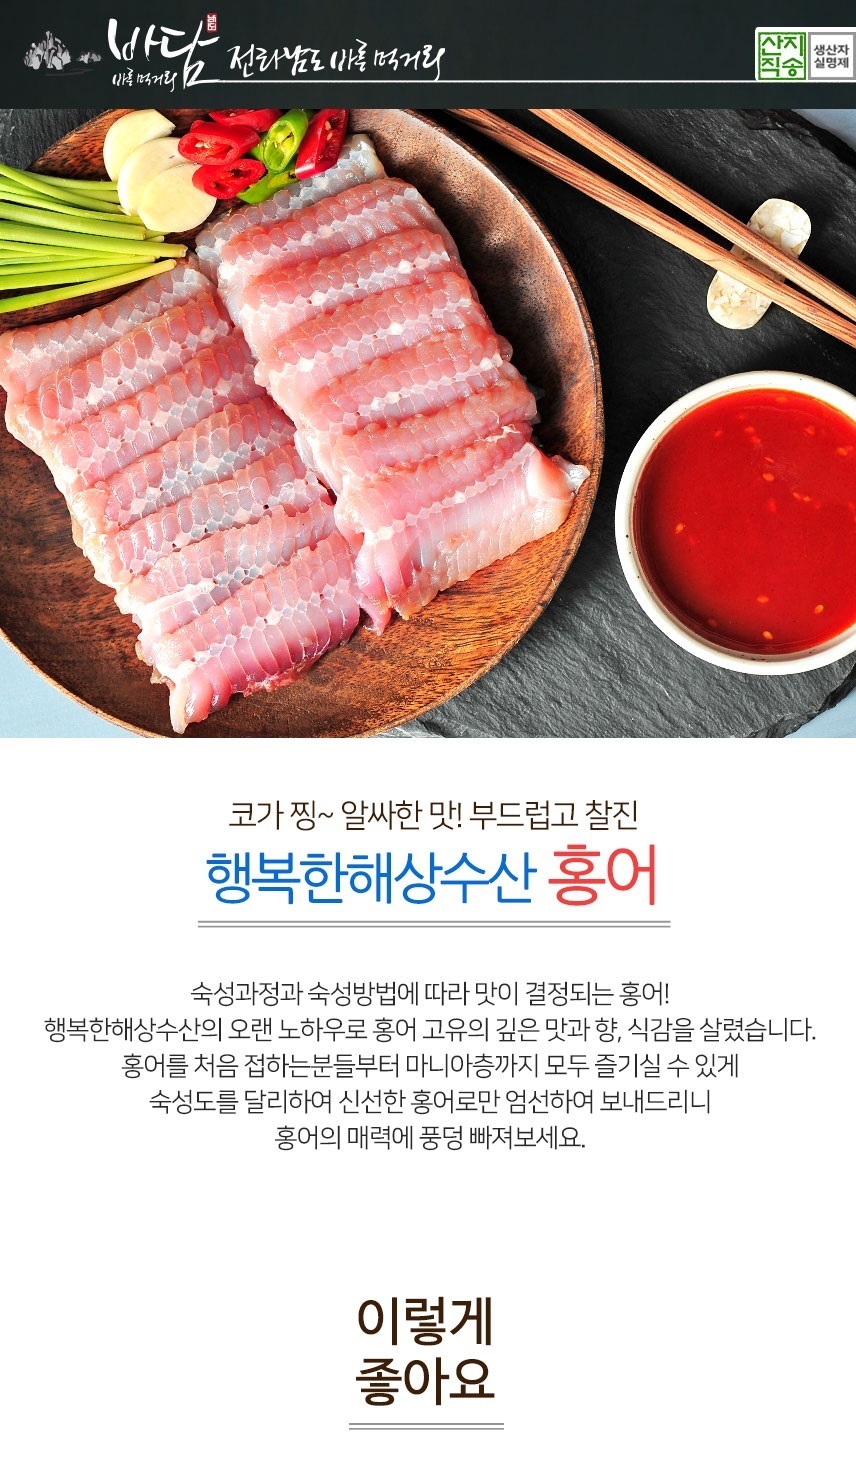 바담
바른 먹거리
전라남도 바른 먹거리
산지
직송
생산자
실명제
코가 찡~ 알싸한 맛! 부드럽고 찰진
행복한해상수산 홍어
숙성과정과 숙성방법에 따라 맛이 결정되는 홍어!
행복한해상수산의 오랜 노하우로 홍어 고유의 깊은 맛과 향, 식감을 살렸습니다.
홍어를 처음 접하는분들부터 마니아층까지 모두 즐기실 수 있게
숙성도를 달리하여 신선한 홍어로만 엄선하여 보내드리니
홍어의 매력에 풍덩 빠져보세요.
이렇게
좋아요